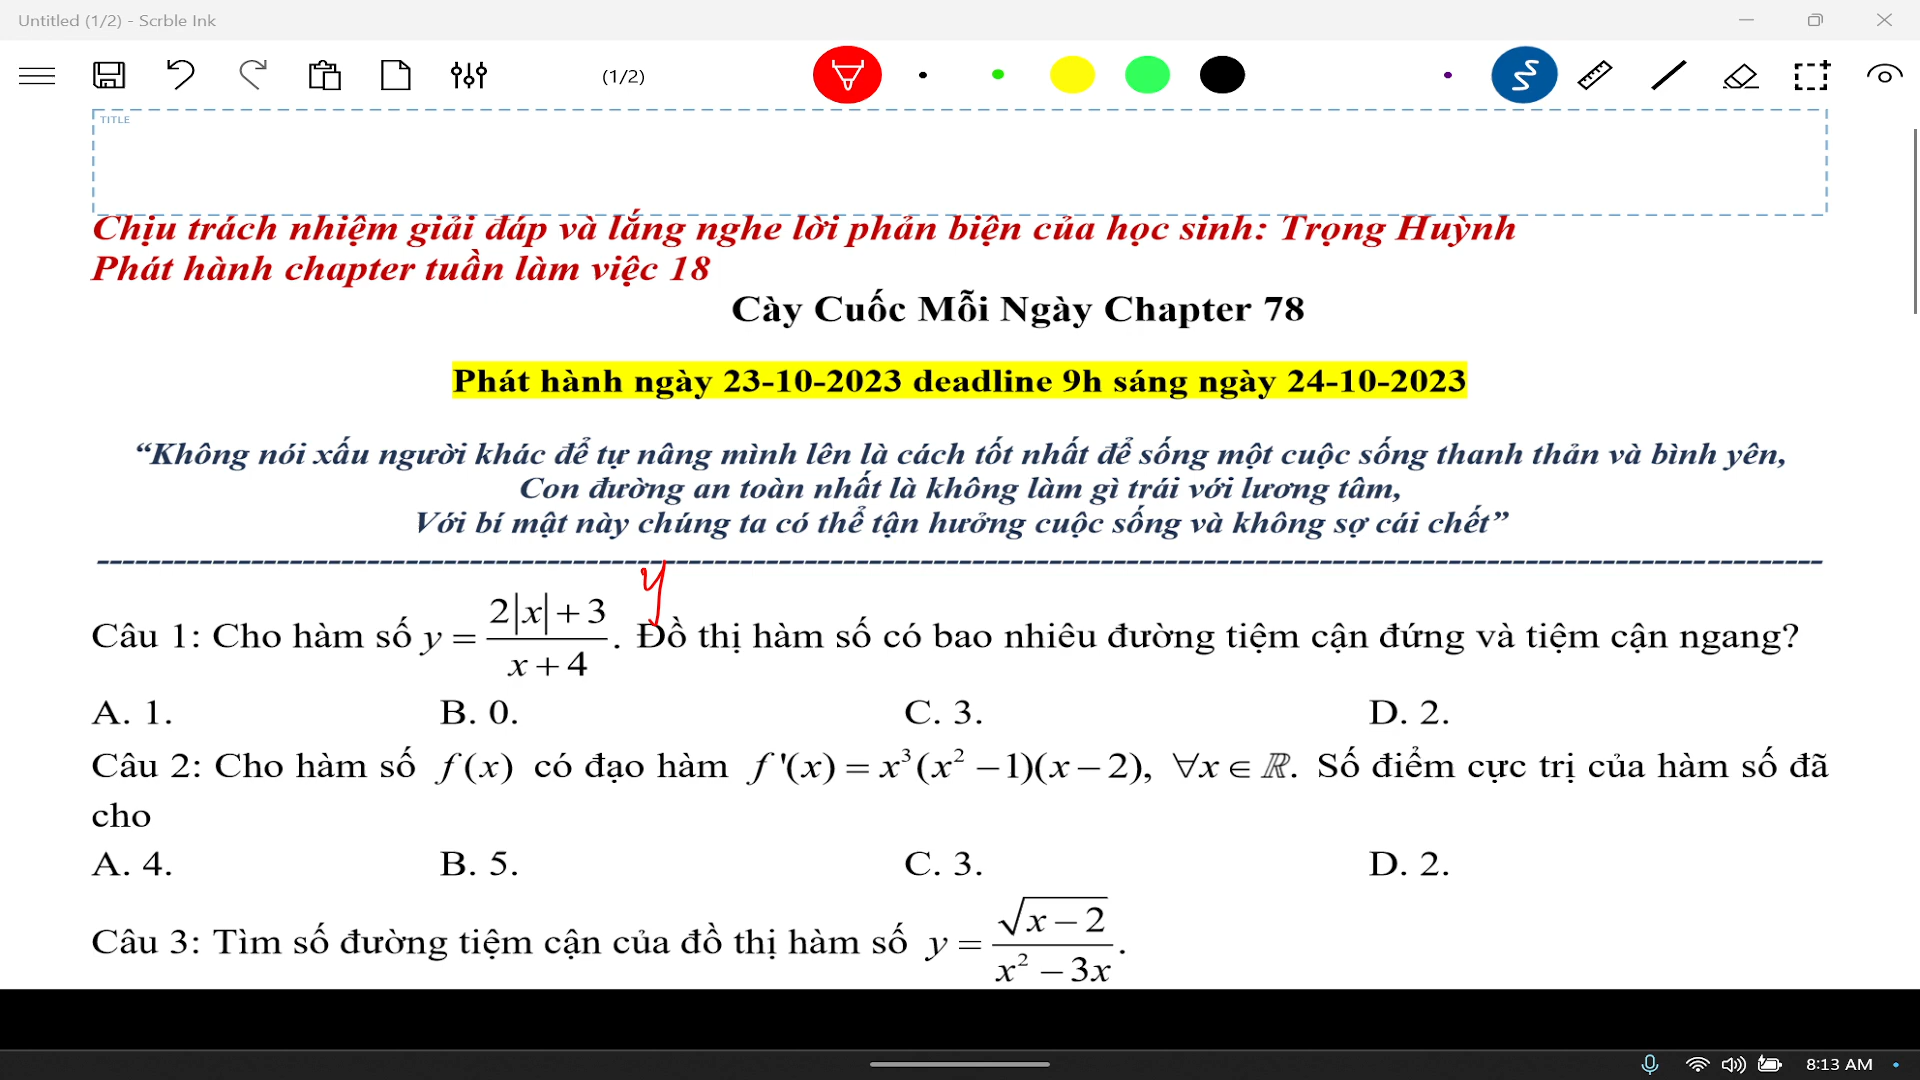 Untitled (1/2) - Scrble Ink
(1/2)
TITLE
Chịu trách nhiệm giải đáp và lắng nghe lời phản biện của học sinh: Trọng Huỳnh
Phát hành chapter tuần làm việc 18
Cày Cuốc Mỗi Ngày Chapter 78
Phát hành ngày 23-10-2023 deadline 9h sáng ngày 24-10-2023
“Không nói xấu người khác để tự nâng mình lên là cách tốt nhất để sống một cuộc sống thanh thản và bình yên,
Con đường an toàn nhất là không làm gì trái với lương tâm,
Với bí mật này chúng ta có thể tận hưởng cuộc sống và không sợ cái chết”
y
Câu 1: Cho hàm số y = (2|x| + 3)/(x + 4). Đồ thị hàm số có bao nhiêu đường tiệm cận đứng và tiệm cận ngang?
A. 1. B. 0. C. 3. D. 2.
Câu 2: Cho hàm số f(x) có đạo hàm f'(x) = x³(x² − 1)(x − 2), ∀x ∈ ℝ. Số điểm cực trị của hàm số đã
cho
A. 4. B. 5. C. 3. D. 2.
Câu 3: Tìm số đường tiệm cận của đồ thị hàm số y = √(x − 2)/(x² − 3x).
8:13 AM